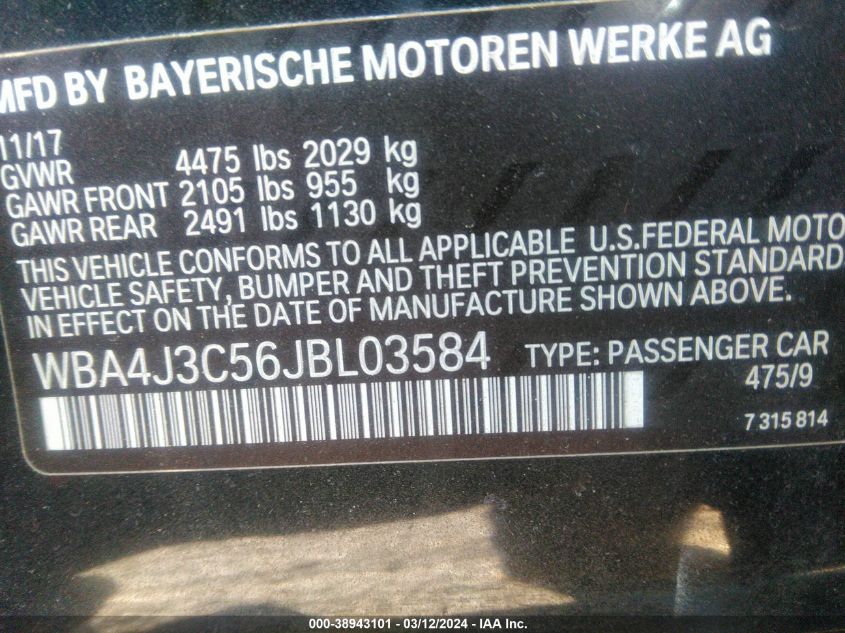 MFD BY BAYERISCHE MOTOREN WERKE AG
11/17
GVWR 4475 lbs 2029 kg
GAWR FRONT 2105 lbs 955 kg
GAWR REAR 2491 lbs 1130 kg
THIS VEHICLE CONFORMS TO ALL APPLICABLE U.S.FEDERAL MOTO
VEHICLE SAFETY, BUMPER AND THEFT PREVENTION STANDARDS
IN EFFECT ON THE DATE OF MANUFACTURE SHOWN ABOVE.
WBA4J3C56JBL03584 TYPE: PASSENGER CAR
475/9
7 315 814
000-38943101 - 03/12/2024 - IAA Inc.